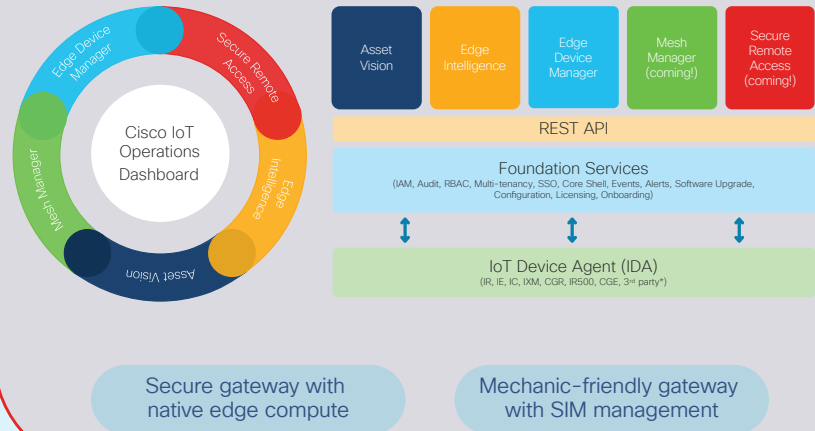 Edge Device
Manager
Secure Remote
Access
Edge
Intelligence
Asset Vision
Mesh Manager
Cisco IoT
Operations
Dashboard
Asset
Vision
Edge
Intelligence
Edge
Device
Manager
Mesh
Manager
(coming!)
Secure
Remote
Access
(coming!)
REST API
Foundation Services
(IAM, Audit, RBAC, Multi-tenancy, SSO, Core Shell, Events, Alerts, Software Upgrade,
Configuration, Licensing, Onboarding)
IoT Device Agent (IDA)
(IR, IE, IC, IXM, CGR, IR500, CGE, 3rd party*)
Secure gateway with
native edge compute
Mechanic-friendly gateway
with SIM management